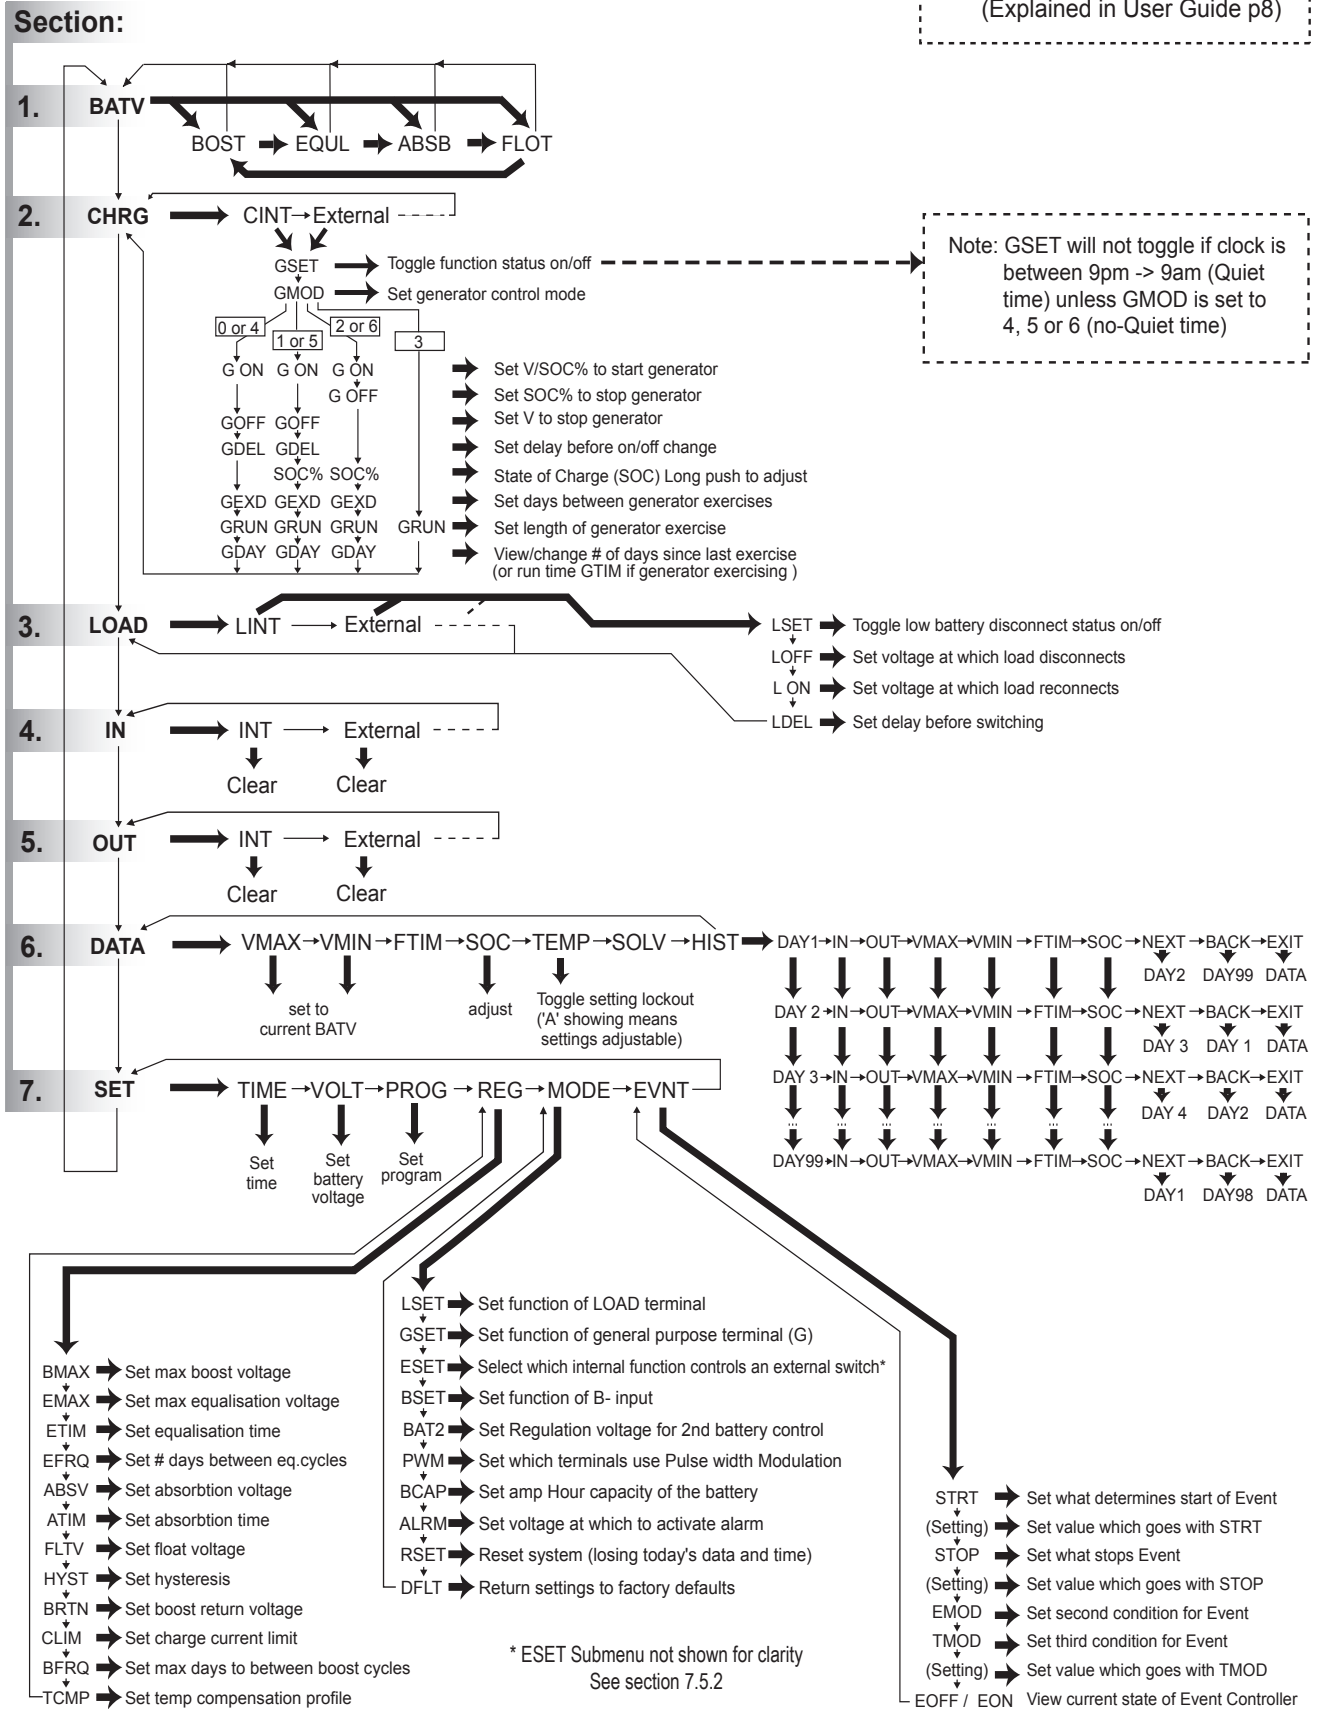 (Explained in User Guide p8)
Section:
1. BATV
BOST EQUL ABSB FLOT
2. CHRG CINT External
GSET Toggle function status on/off
GMOD Set generator control mode
Note: GSET will not toggle if clock is
between 9pm -> 9am (Quiet
time) unless GMOD is set to
4, 5 or 6 (no-Quiet time)
0 or 4 1 or 5 2 or 6 3
G ON G ON G ON Set V/SOC% to start generator
G OFF Set SOC% to stop generator
GOFF GOFF Set V to stop generator
GDEL GDEL Set delay before on/off change
SOC% SOC% State of Charge (SOC) Long push to adjust
GEXD GEXD GEXD Set days between generator exercises
GRUN GRUN GRUN GRUN Set length of generator exercise
GDAY GDAY GDAY View/change # of days since last exercise
(or run time GTIM if generator exercising )
3. LOAD LINT External
LSET Toggle low battery disconnect status on/off
LOFF Set voltage at which load disconnects
L ON Set voltage at which load reconnects
LDEL Set delay before switching
4. IN INT External
Clear Clear
5. OUT INT External
Clear Clear
6. DATA VMAX VMIN FTIM SOC TEMP SOLV HIST
set to
current BATV
adjust
Toggle setting lockout
('A' showing means
settings adjustable)
DAY1 IN OUT VMAX VMIN FTIM SOC NEXT BACK EXIT
DAY2 DAY99 DATA
DAY 2 IN OUT VMAX VMIN FTIM SOC NEXT BACK EXIT
DAY 3 DAY 1 DATA
DAY 3 IN OUT VMAX VMIN FTIM SOC NEXT BACK EXIT
DAY 4 DAY2 DATA
... ... ... ... ... ... ...
DAY99 IN OUT VMAX VMIN FTIM SOC NEXT BACK EXIT
DAY1 DAY98 DATA
7. SET TIME VOLT PROG REG MODE EVNT
Set
time
Set
battery
voltage
Set
program
BMAX Set max boost voltage
EMAX Set max equalisation voltage
ETIM Set equalisation time
EFRQ Set # days between eq.cycles
ABSV Set absorbtion voltage
ATIM Set absorbtion time
FLTV Set float voltage
HYST Set hysteresis
BRTN Set boost return voltage
CLIM Set charge current limit
BFRQ Set max days to between boost cycles
TCMP Set temp compensation profile
LSET Set function of LOAD terminal
GSET Set function of general purpose terminal (G)
ESET Select which internal function controls an external switch*
BSET Set function of B- input
BAT2 Set Regulation voltage for 2nd battery control
PWM Set which terminals use Pulse width Modulation
BCAP Set amp Hour capacity of the battery
ALRM Set voltage at which to activate alarm
RSET Reset system (losing today's data and time)
DFLT Return settings to factory defaults
* ESET Submenu not shown for clarity
See section 7.5.2
STRT Set what determines start of Event
(Setting) Set value which goes with STRT
STOP Set what stops Event
(Setting) Set value which goes with STOP
EMOD Set second condition for Event
TMOD Set third condition for Event
(Setting) Set value which goes with TMOD
EOFF / EON View current state of Event Controller